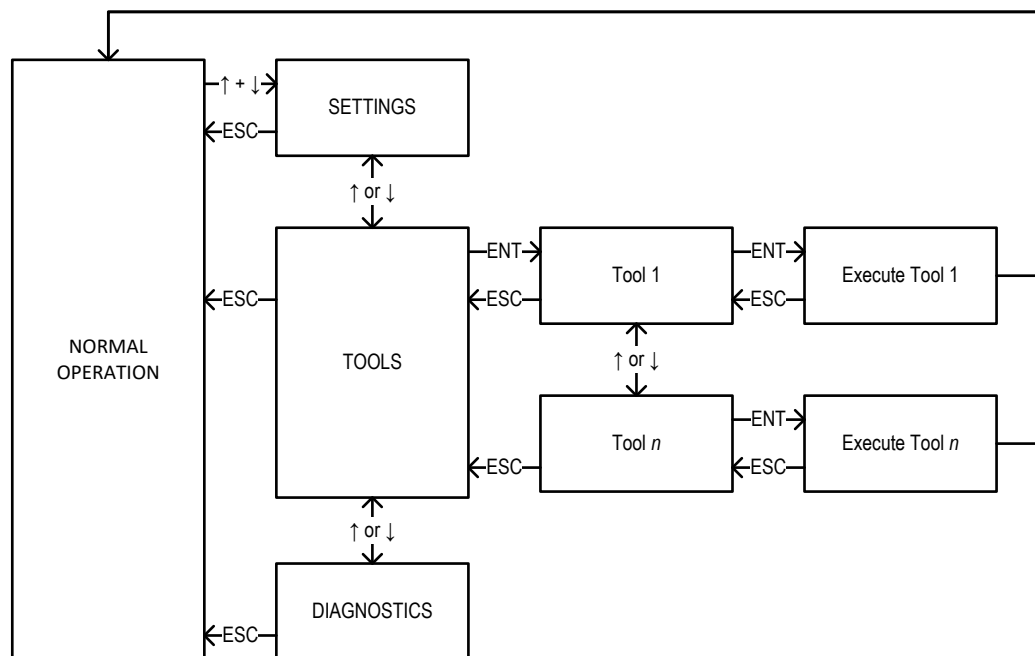 ↑ + ↓
SETTINGS
ESC
↑ or ↓
ENT
Tool 1
ENT
Execute Tool 1
ESC
ESC
ESC
NORMAL
OPERATION
TOOLS
↑ or ↓
ENT
Tool n
Execute Tool n
ESC
ESC
↑ or ↓
DIAGNOSTICS
ESC